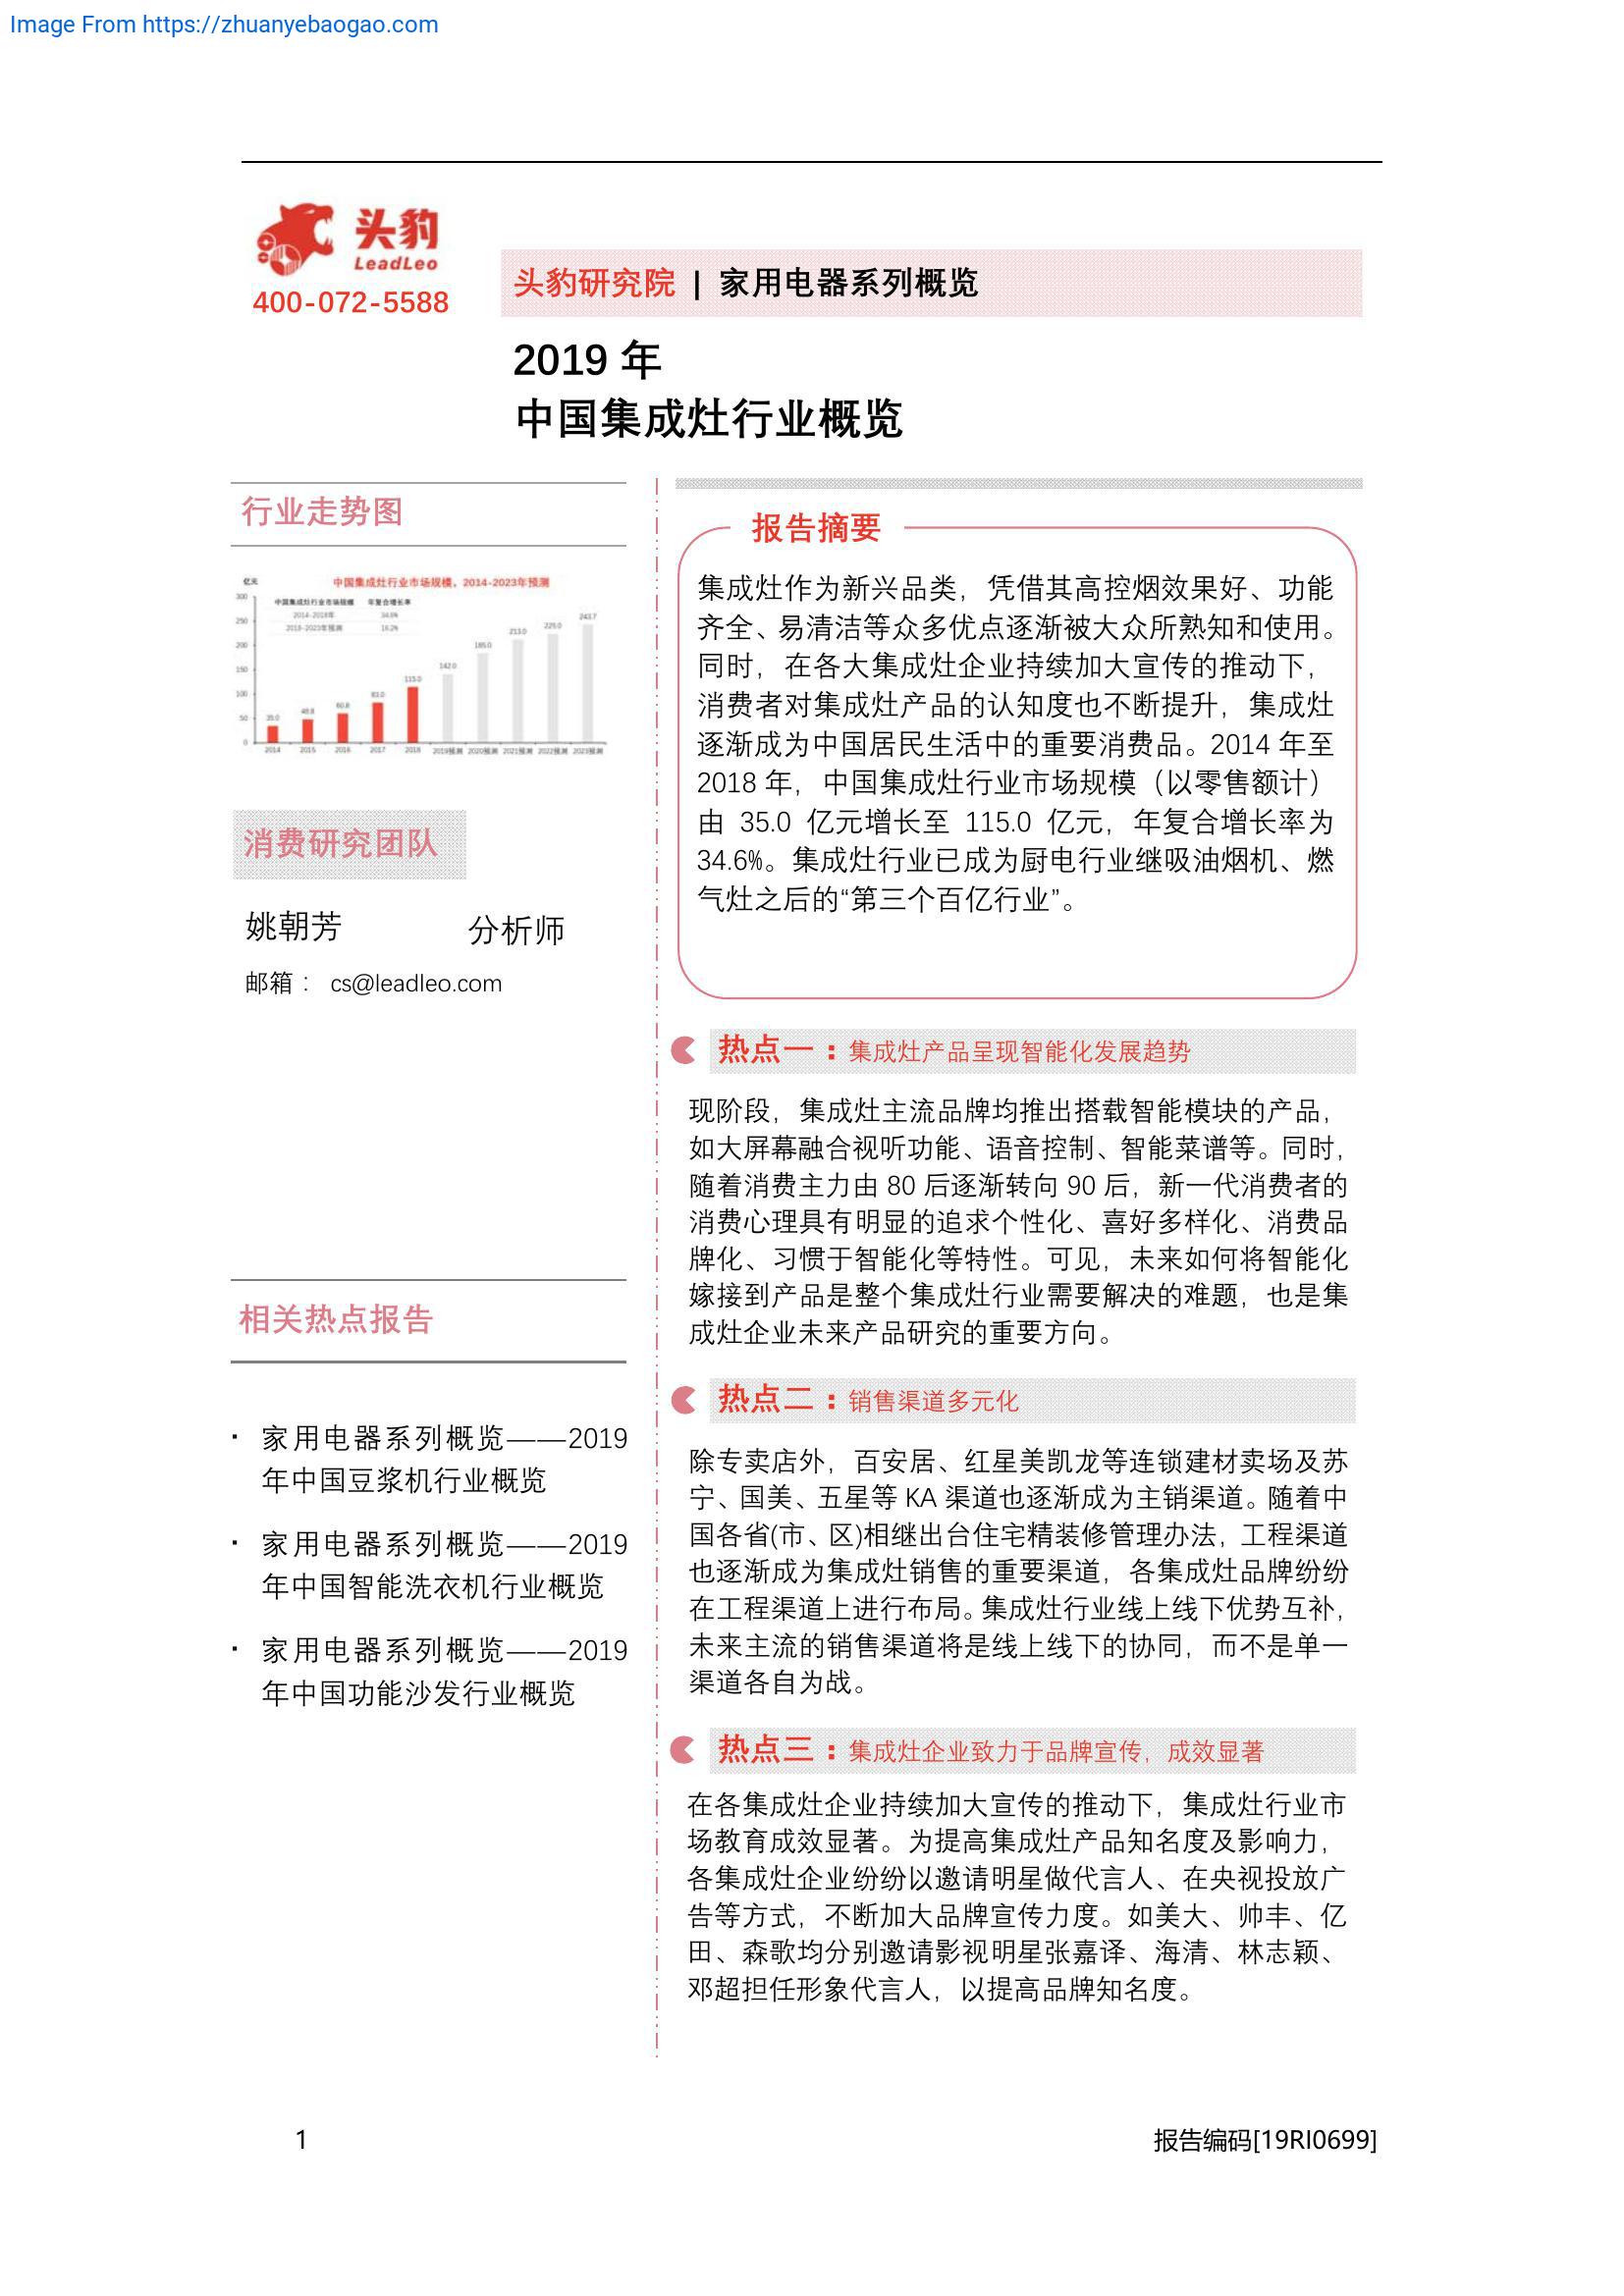 Image From https://zhuanyebaogao.com
头豹
LeadLeo
400-072-5588
头豹研究院 | 家用电器系列概览
2019 年
中国集成灶行业概览
行业走势图
亿元
中国集成灶行业市场规模，2014-2023年预测
中国集成灶行业市场规模 年复合增长率
2014-2018年 34.6%
2018-2023年预测 16.2%
300
250
200
150
100
50
0
35.0
48.8
60.8
83.0
115.0
142.0
185.0
213.0
225.0
243.7
2014 2015 2016 2017 2018 2019预测 2020预测 2021预测 2022预测 2023预测
消费研究团队
姚朝芳 分析师
邮箱： cs@leadleo.com
相关热点报告
· 家用电器系列概览——2019
年中国豆浆机行业概览
· 家用电器系列概览——2019
年中国智能洗衣机行业概览
· 家用电器系列概览——2019
年中国功能沙发行业概览
报告摘要
集成灶作为新兴品类，凭借其高控烟效果好、功能
齐全、易清洁等众多优点逐渐被大众所熟知和使用。
同时，在各大集成灶企业持续加大宣传的推动下，
消费者对集成灶产品的认知度也不断提升，集成灶
逐渐成为中国居民生活中的重要消费品。2014 年至
2018 年，中国集成灶行业市场规模（以零售额计）
由 35.0 亿元增长至 115.0 亿元，年复合增长率为
34.6%。集成灶行业已成为厨电行业继吸油烟机、燃
气灶之后的“第三个百亿行业”。
热点一：集成灶产品呈现智能化发展趋势
现阶段，集成灶主流品牌均推出搭载智能模块的产品，
如大屏幕融合视听功能、语音控制、智能菜谱等。同时，
随着消费主力由 80 后逐渐转向 90 后，新一代消费者的
消费心理具有明显的追求个性化、喜好多样化、消费品
牌化、习惯于智能化等特性。可见，未来如何将智能化
嫁接到产品是整个集成灶行业需要解决的难题，也是集
成灶企业未来产品研究的重要方向。
热点二：销售渠道多元化
除专卖店外，百安居、红星美凯龙等连锁建材卖场及苏
宁、国美、五星等 KA 渠道也逐渐成为主销渠道。随着中
国各省(市、区)相继出台住宅精装修管理办法，工程渠道
也逐渐成为集成灶销售的重要渠道，各集成灶品牌纷纷
在工程渠道上进行布局。集成灶行业线上线下优势互补，
未来主流的销售渠道将是线上线下的协同，而不是单一
渠道各自为战。
热点三：集成灶企业致力于品牌宣传，成效显著
在各集成灶企业持续加大宣传的推动下，集成灶行业市
场教育成效显著。为提高集成灶产品知名度及影响力，
各集成灶企业纷纷以邀请明星做代言人、在央视投放广
告等方式，不断加大品牌宣传力度。如美大、帅丰、亿
田、森歌均分别邀请影视明星张嘉译、海清、林志颖、
邓超担任形象代言人，以提高品牌知名度。
1
报告编码[19RI0699]